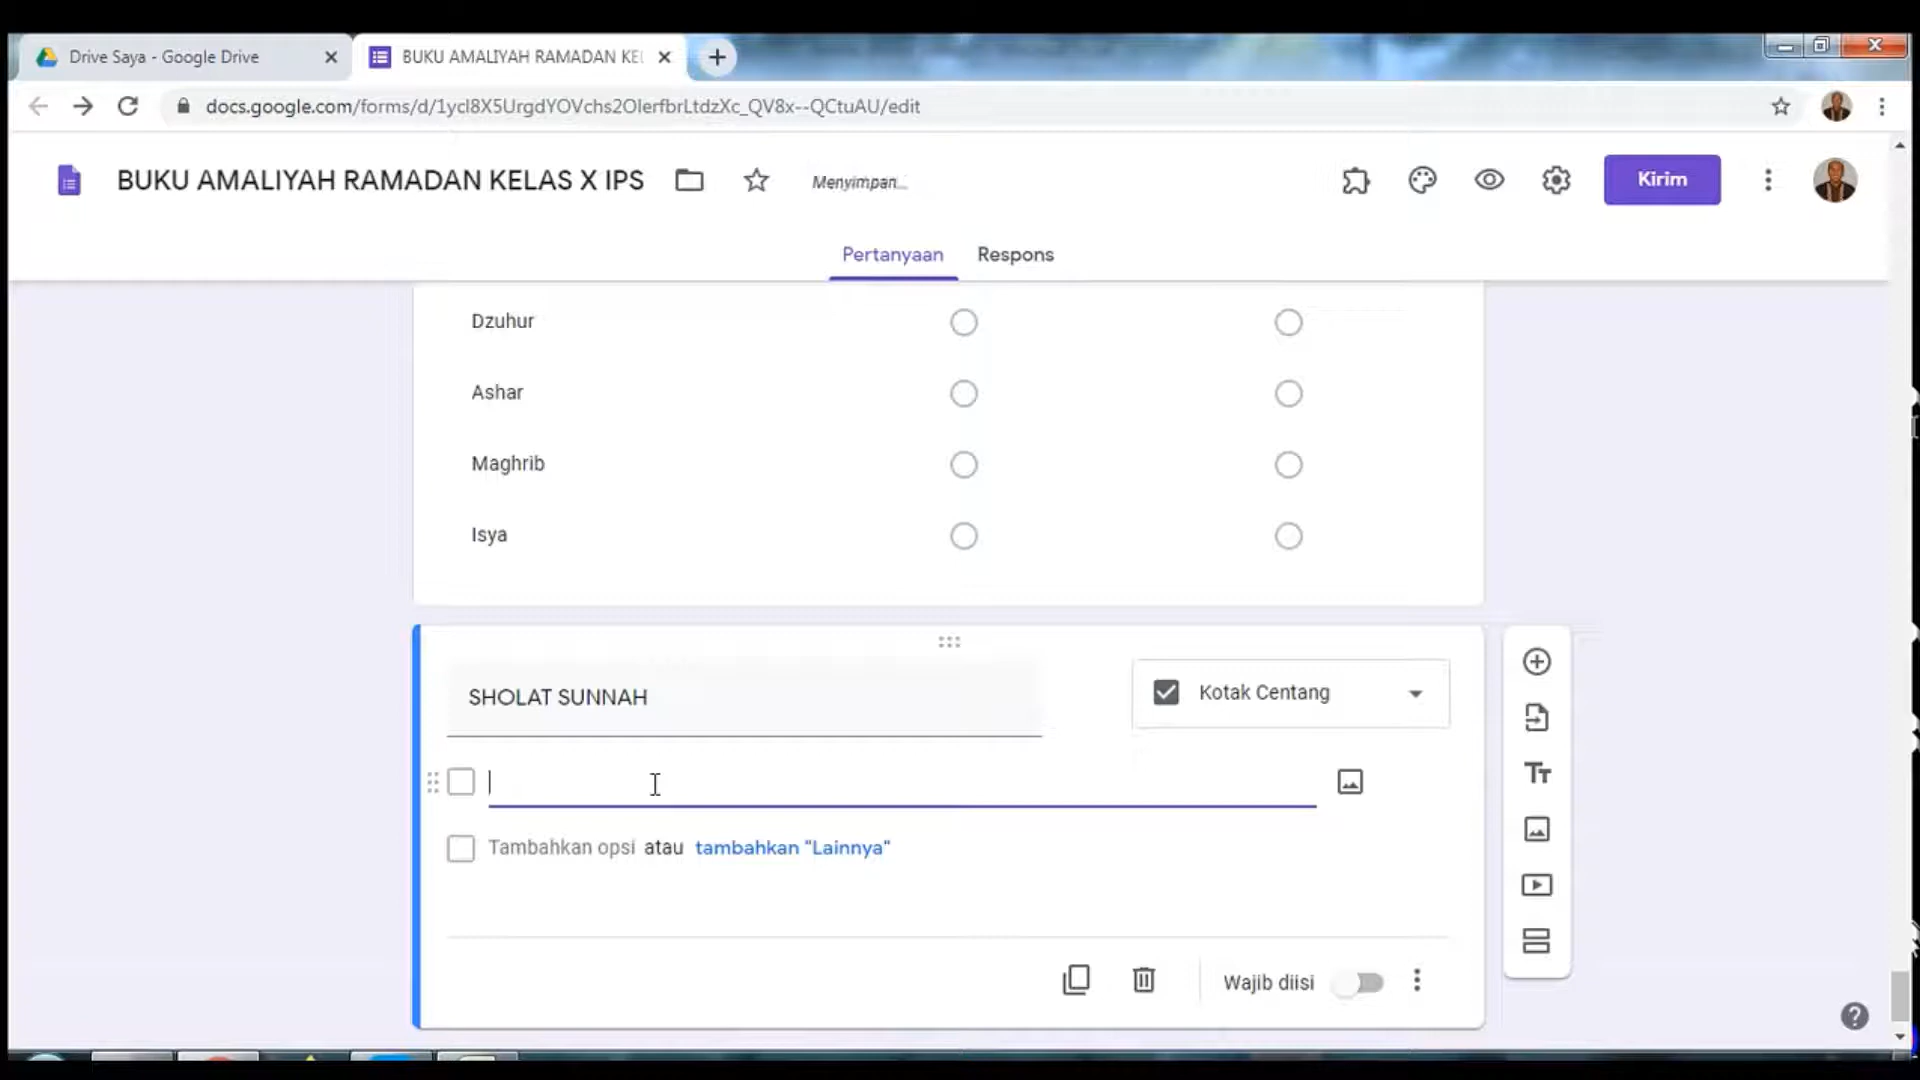 Drive Saya - Google Drive
BUKU AMALIYAH RAMADAN KEL
docs.google.com/forms/d/1ycl8X5UrgdYOVchs2OlerfbrLtdzXc_QV8x--QCtuAU/edit
BUKU AMALIYAH RAMADAN KELAS X IPS
Menyimpan...
Kirim
Pertanyaan
Respons
Dzuhur
Ashar
Maghrib
Isya
SHOLAT SUNNAH
Kotak Centang
Tambahkan opsi atau tambahkan "Lainnya"
Wajib diisi